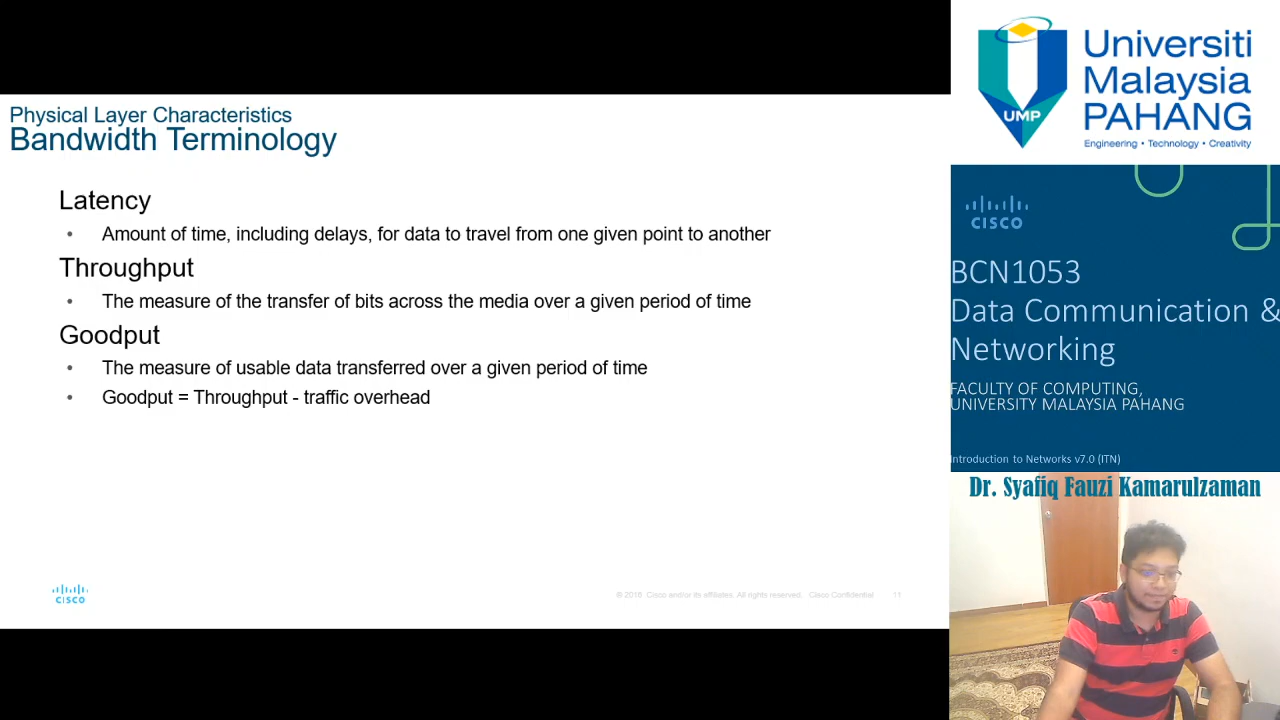 Physical Layer Characteristics
Bandwidth Terminology
Latency
• Amount of time, including delays, for data to travel from one given point to another
Throughput
• The measure of the transfer of bits across the media over a given period of time
Goodput
• The measure of usable data transferred over a given period of time
• Goodput = Throughput - traffic overhead
CISCO
© 2016 Cisco and/or its affiliates. All rights reserved. Cisco Confidential
11
UMP
Universiti
Malaysia
PAHANG
Engineering • Technology • Creativity
CISCO
BCN1053
Data Communication &
Networking
FACULTY OF COMPUTING,
UNIVERSITY MALAYSIA PAHANG
Introduction to Networks v7.0 (ITN)
Dr. Syafiq Fauzi Kamarulzaman